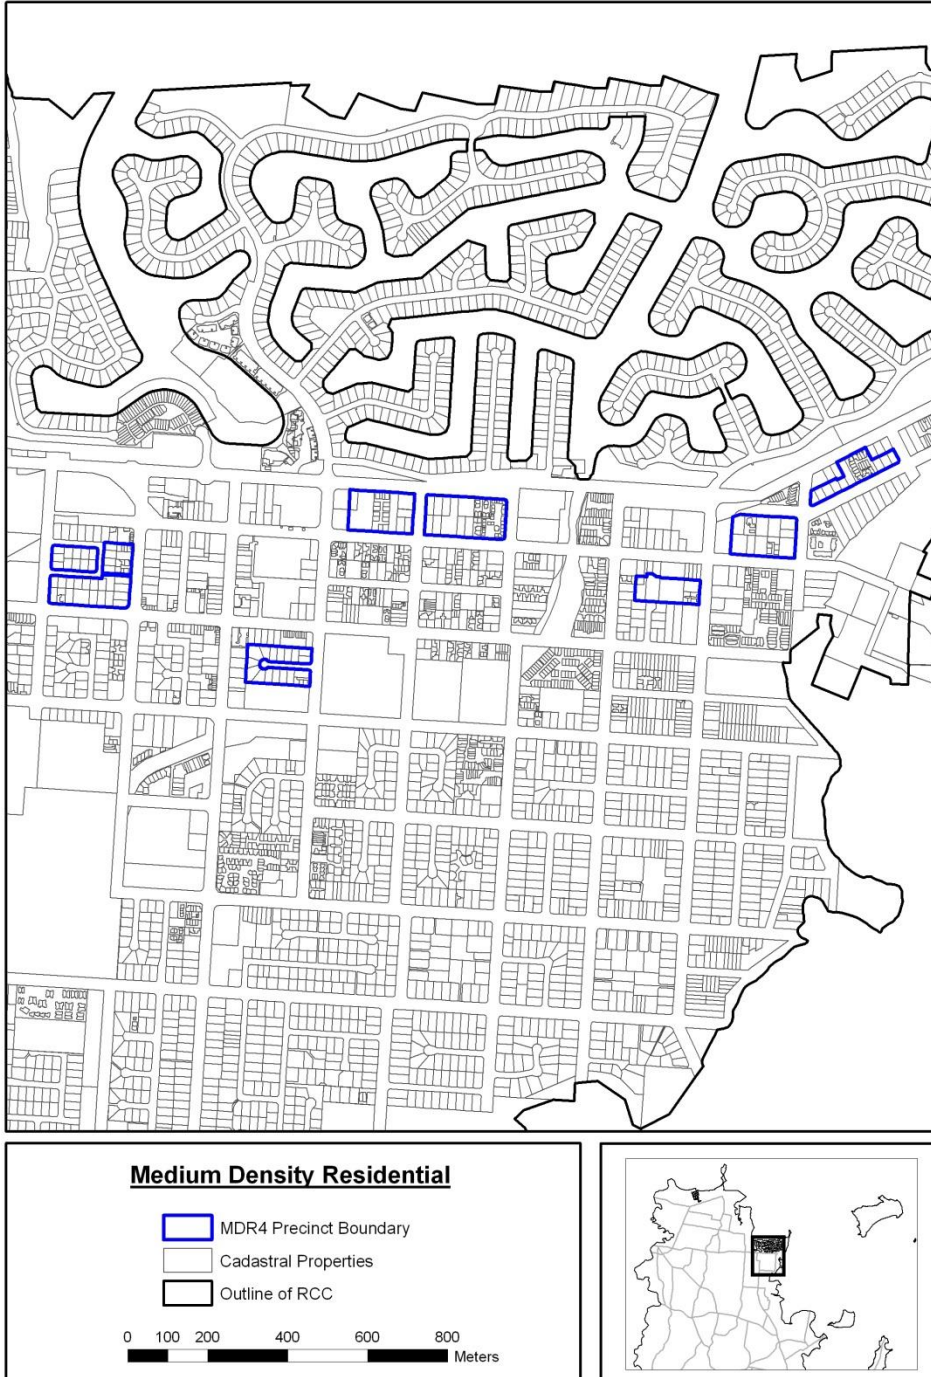 Medium Density Residential
MDR4 Precinct Boundary
Cadastral Properties
Outline of RCC
0 100 200 400 600 800
Meters